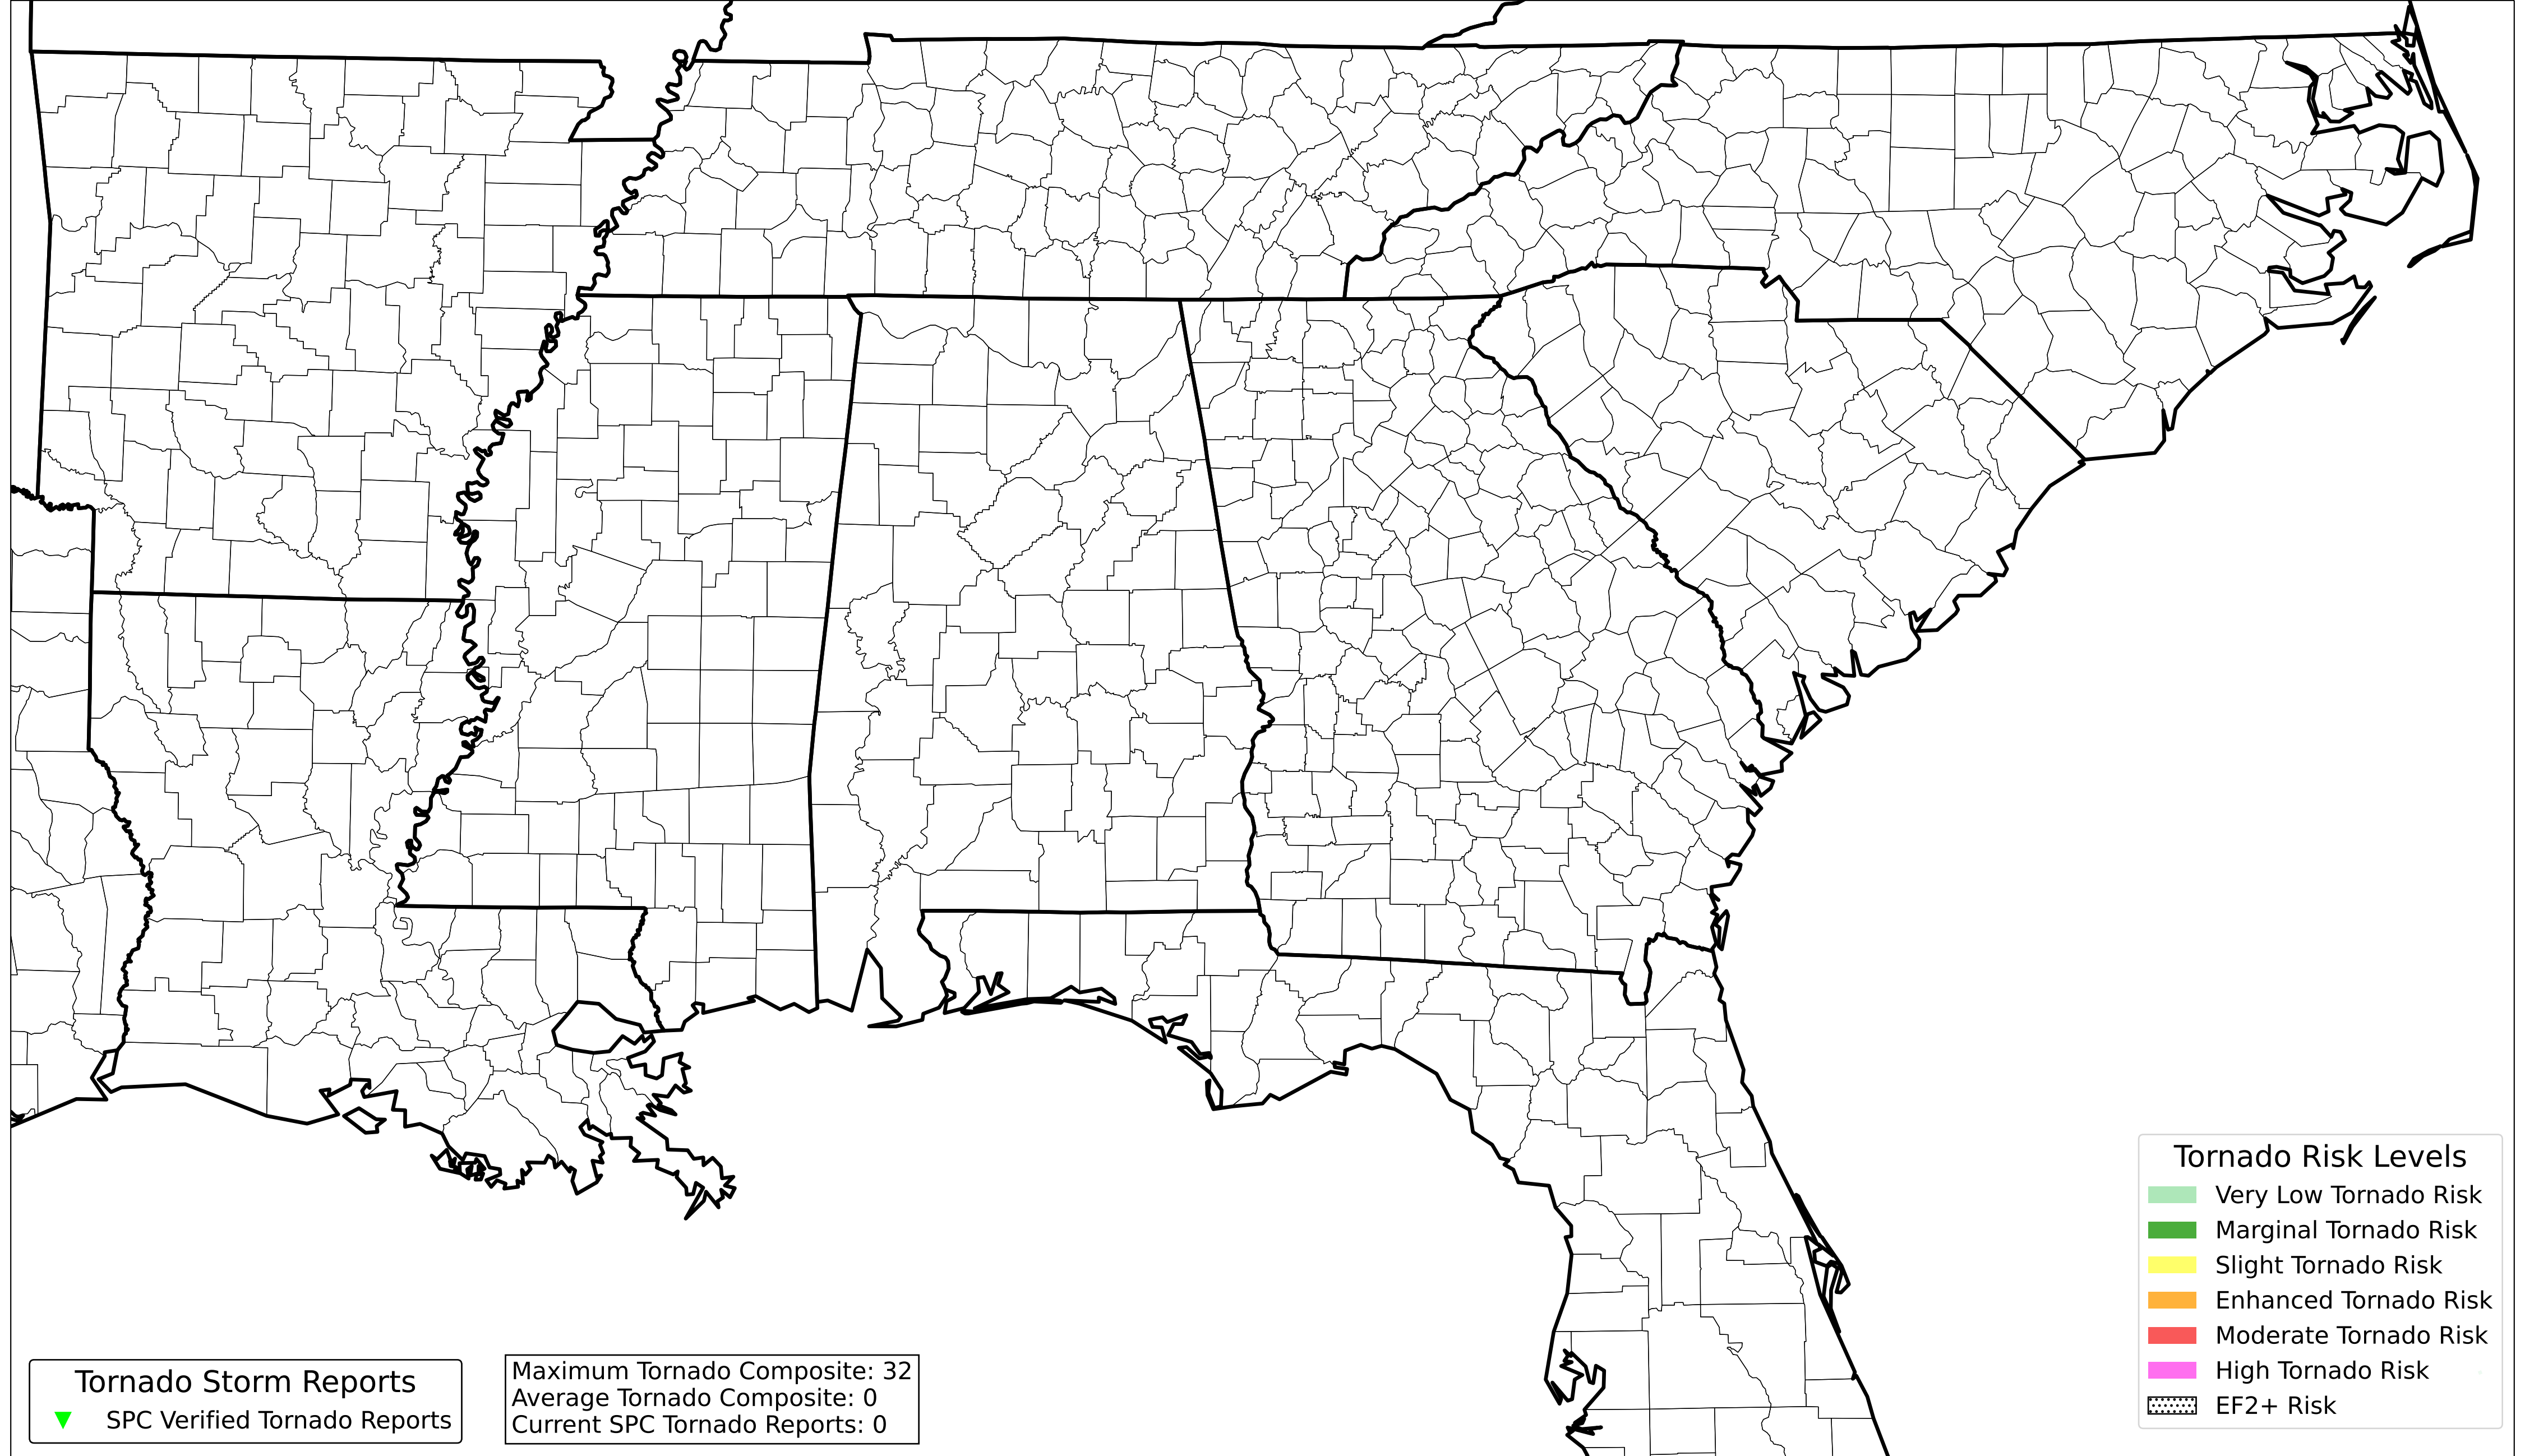 Tornado Risk Levels
Very Low Tornado Risk
Marginal Tornado Risk
Slight Tornado Risk
Enhanced Tornado Risk
Moderate Tornado Risk
High Tornado Risk
EF2+ Risk
Tornado Storm Reports
SPC Verified Tornado Reports
Maximum Tornado Composite: 32
Average Tornado Composite: 0
Current SPC Tornado Reports: 0